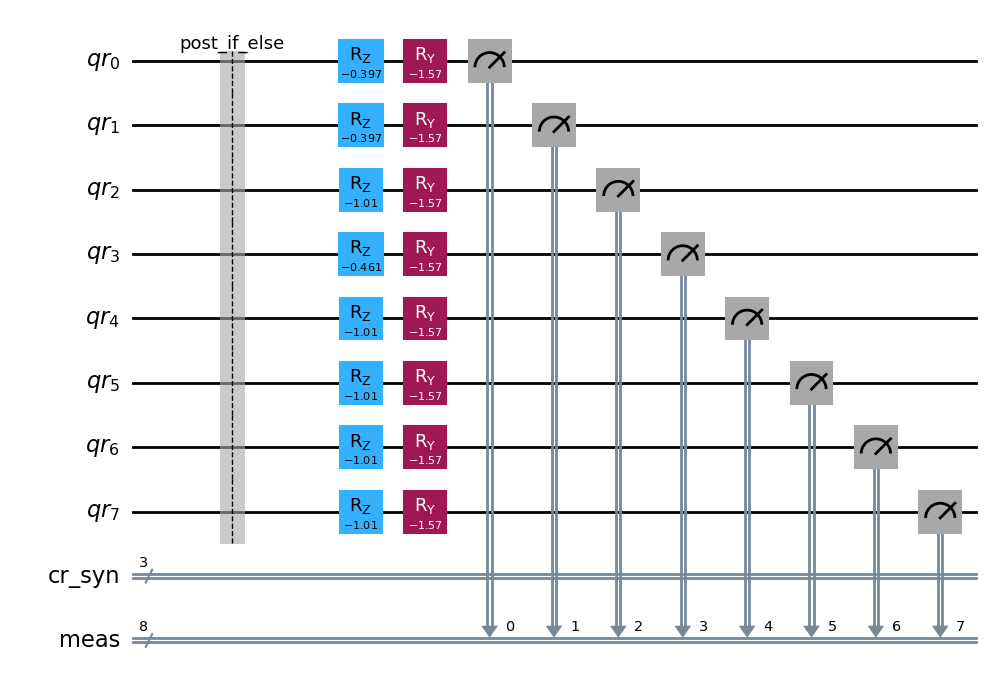 post_if_else
qr0 RZ −0.397 RY −1.57
qr1 RZ −0.397 RY −1.57
qr2 RZ −1.01 RY −1.57
qr3 RZ −0.461 RY −1.57
qr4 RZ −1.01 RY −1.57
qr5 RZ −1.01 RY −1.57
qr6 RZ −1.01 RY −1.57
qr7 RZ −1.01 RY −1.57
cr_syn 3
meas 8 0 1 2 3 4 5 6 7